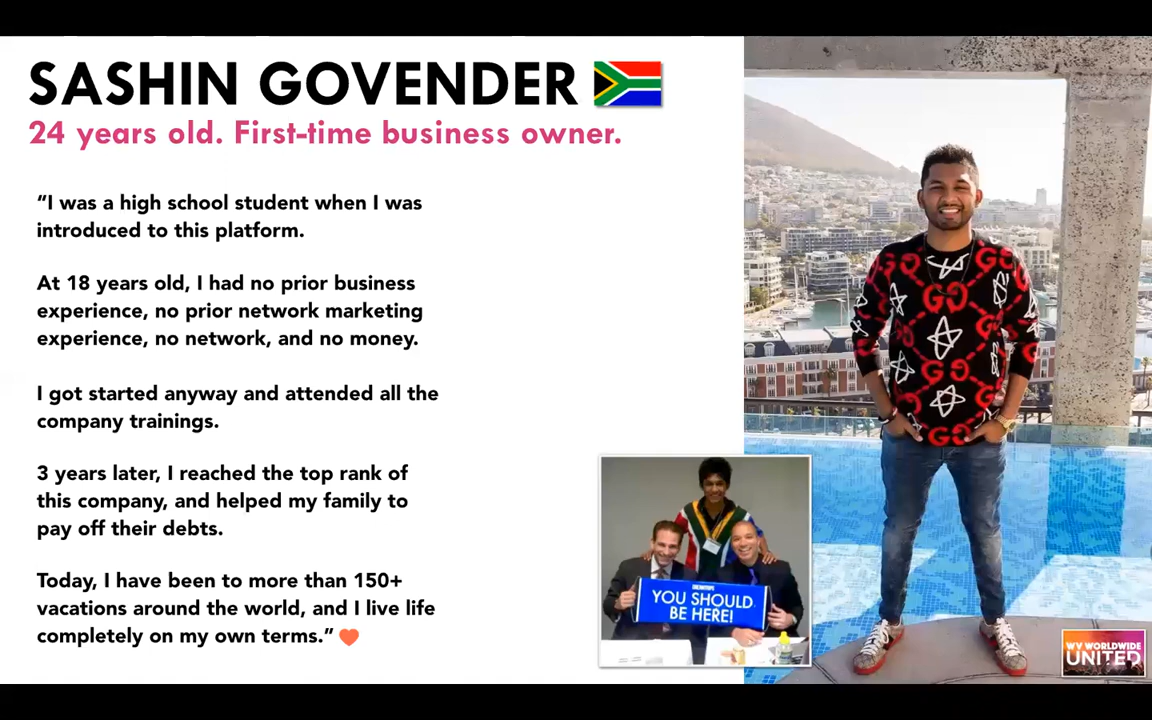 SASHIN GOVENDER
24 years old. First-time business owner.
“I was a high school student when I was
introduced to this platform.
At 18 years old, I had no prior business
experience, no prior network marketing
experience, no network, and no money.
I got started anyway and attended all the
company trainings.
3 years later, I reached the top rank of
this company, and helped my family to
pay off their debts.
Today, I have been to more than 150+
vacations around the world, and I live life
completely on my own terms.”
YOU SHOULD
BE HERE!
WV WORLDWIDE
UNITED